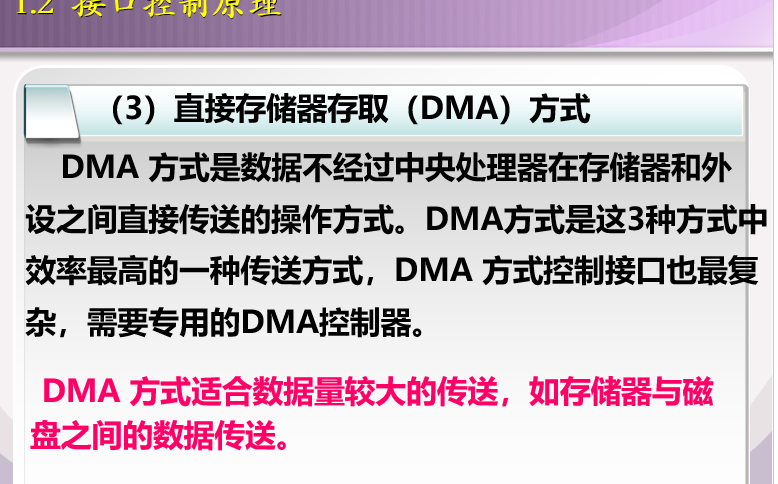 1.2 接口控制原理
（3）直接存储器存取（DMA）方式
DMA 方式是数据不经过中央处理器在存储器和外
设之间直接传送的操作方式。DMA方式是这3种方式中
效率最高的一种传送方式，DMA 方式控制接口也最复
杂，需要专用的DMA控制器。
DMA 方式适合数据量较大的传送，如存储器与磁
盘之间的数据传送。